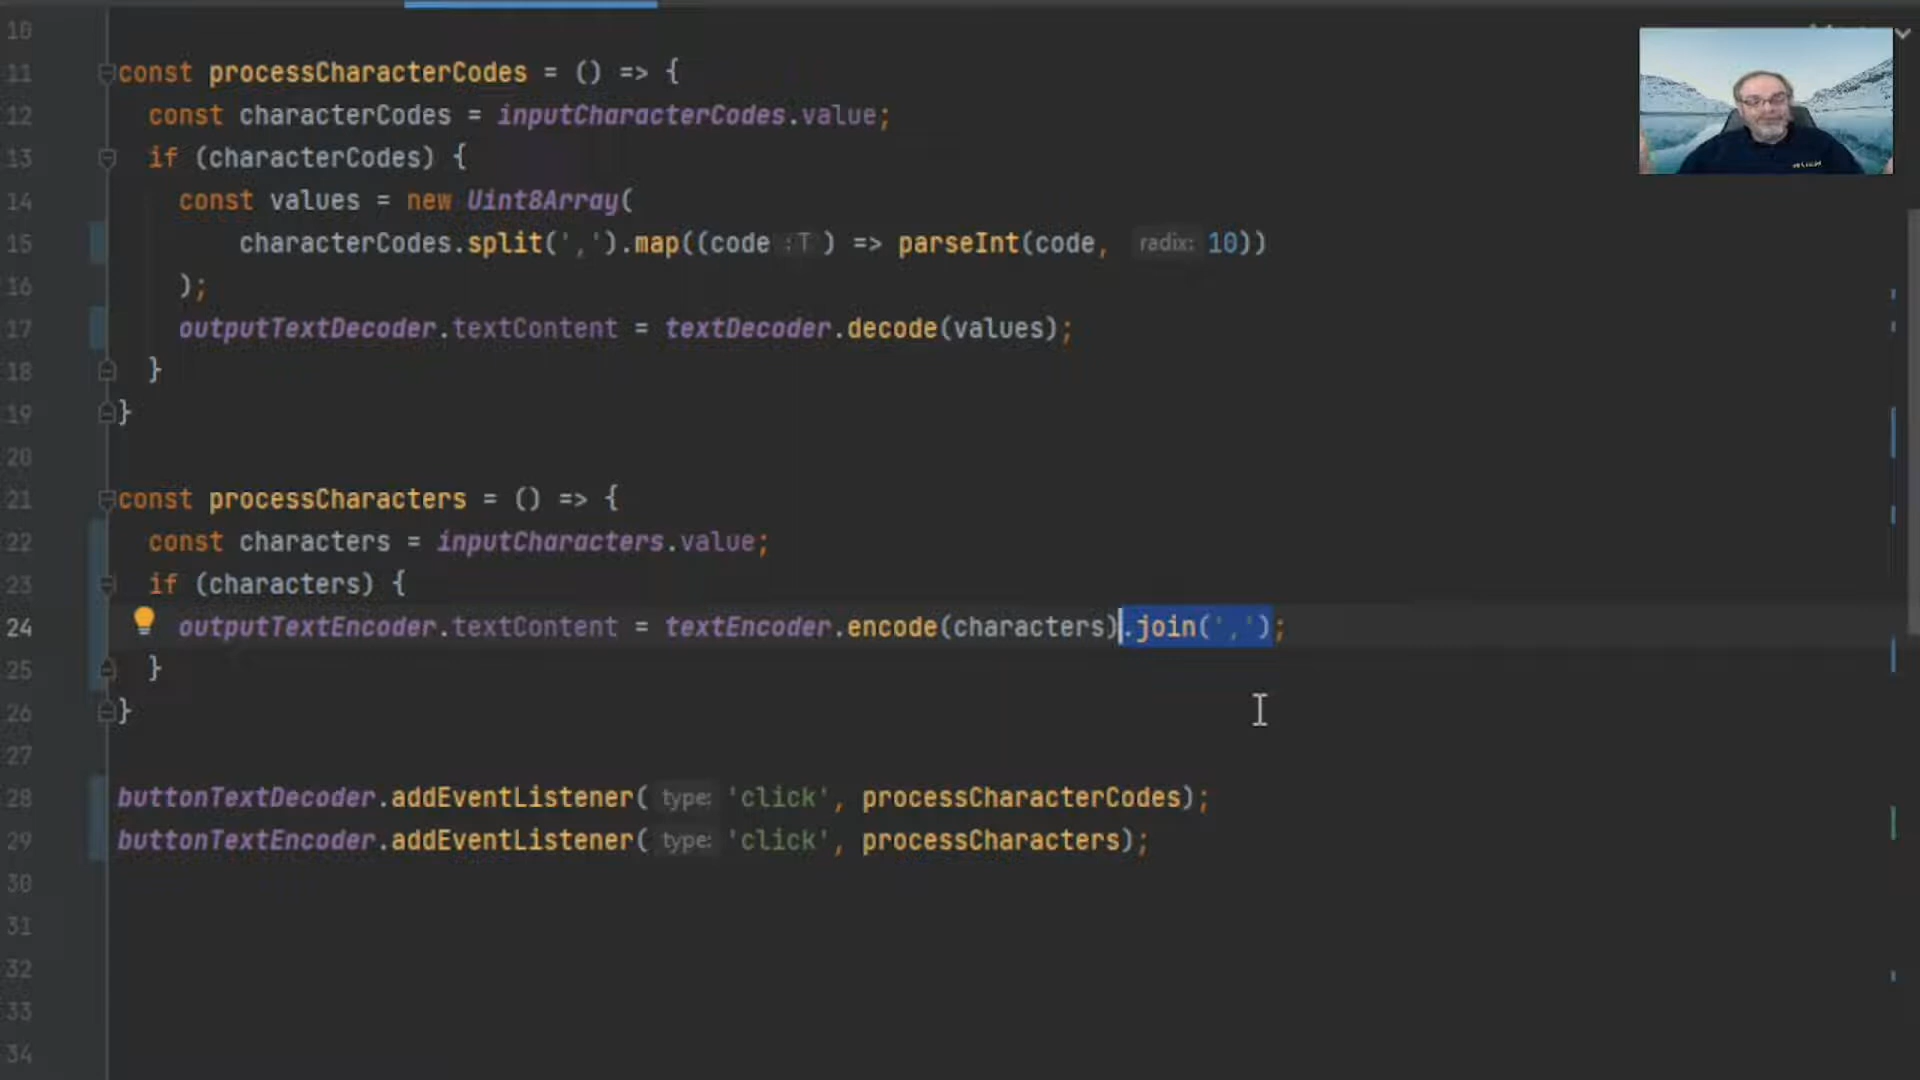 10
11 const processCharacterCodes = () => {
12 const characterCodes = inputCharacterCodes.value;
13 if (characterCodes) {
14 const values = new Uint8Array(
15 characterCodes.split(',').map((code :T ) => parseInt(code, radix: 10))
16 );
17 outputTextDecoder.textContent = textDecoder.decode(values);
18 }
19 }
20
21 const processCharacters = () => {
22 const characters = inputCharacters.value;
23 if (characters) {
24 outputTextEncoder.textContent = textEncoder.encode(characters).join(',');
25 }
26 }
27
28 buttonTextDecoder.addEventListener( type: 'click', processCharacterCodes);
29 buttonTextEncoder.addEventListener( type: 'click', processCharacters);
30
31
32
33
34